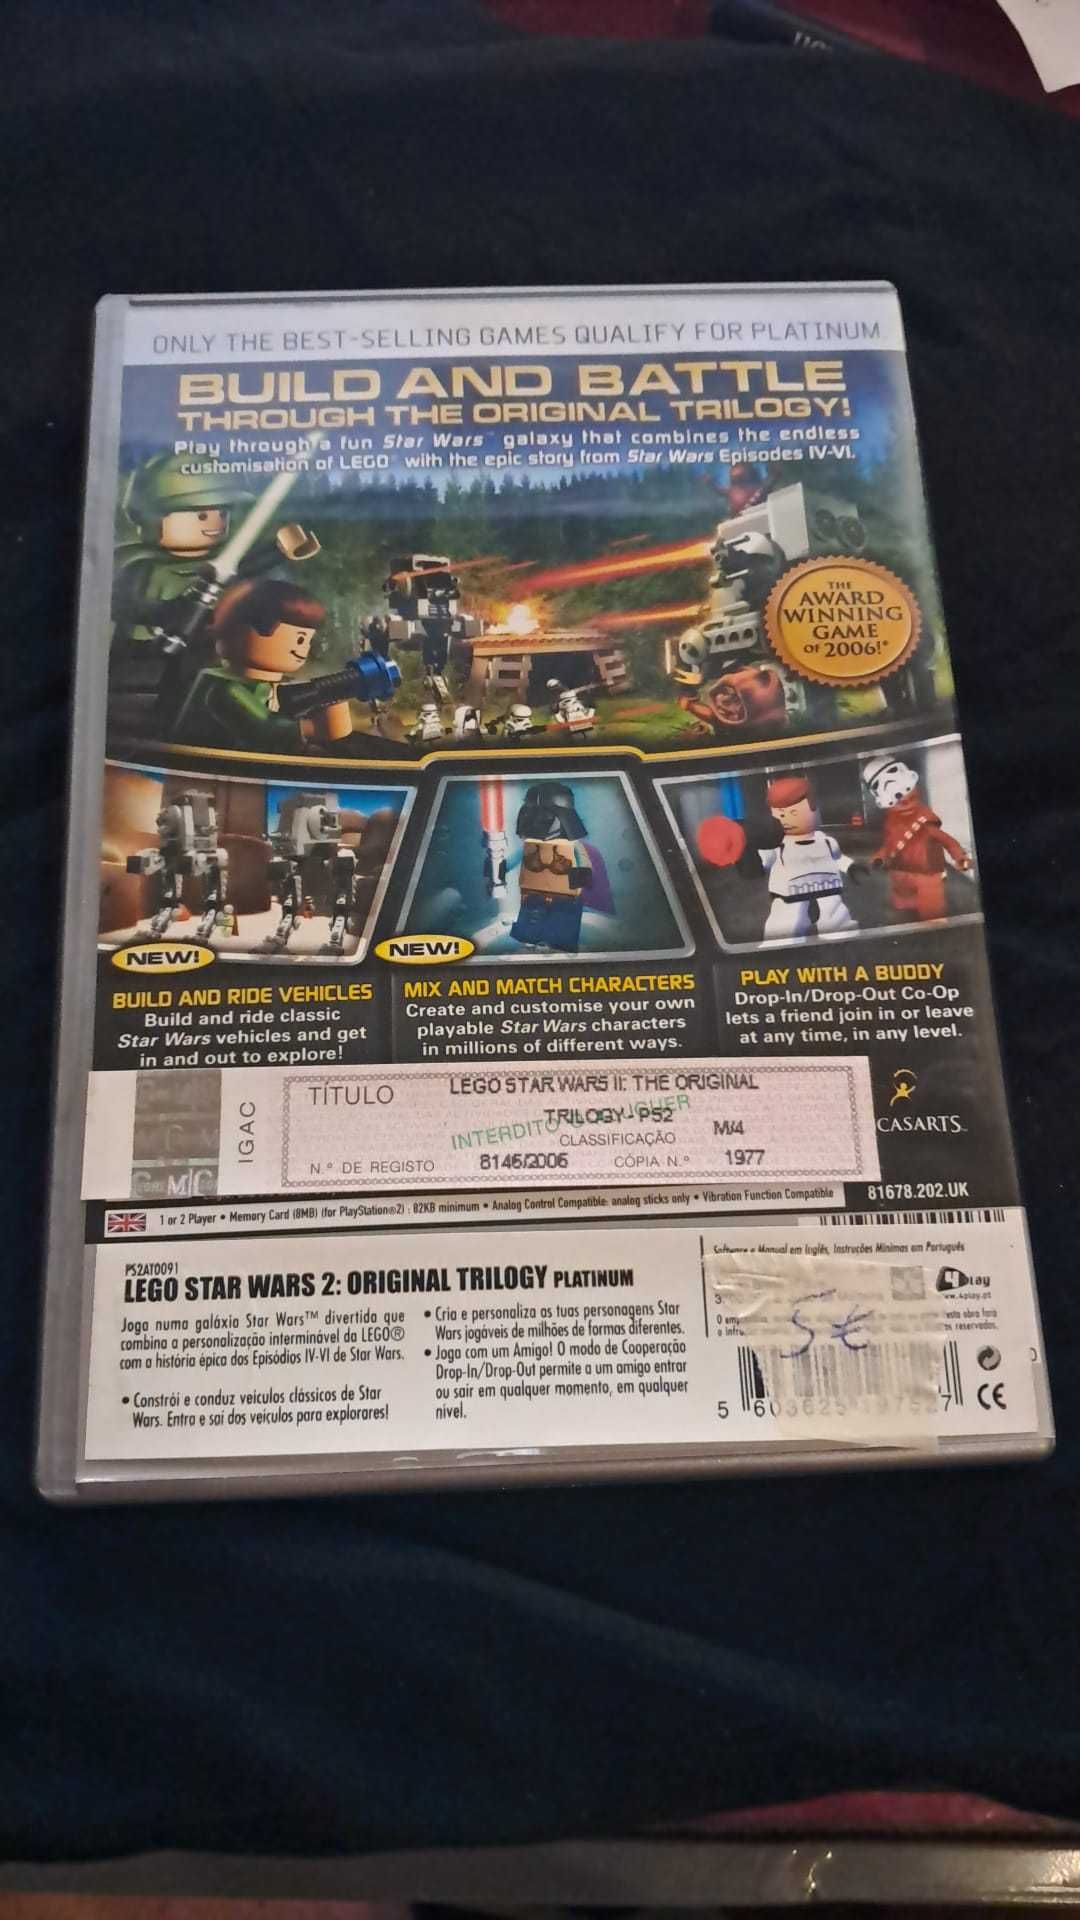 ONLY THE BEST-SELLING GAMES QUALIFY FOR PLATINUM
BUILD AND BATTLE
THROUGH THE ORIGINAL TRILOGY!
Play through a fun Star Wars™ galaxy that combines the endless
customisation of LEGO® with the epic story from Star Wars Episodes IV-VI.
THE
AWARD
WINNING
GAME
OF 2006!*
NEW!
BUILD AND RIDE VEHICLES
Build and ride classic
Star Wars vehicles and get
in and out to explore!
NEW!
MIX AND MATCH CHARACTERS
Create and customise your own
playable Star Wars characters
in millions of different ways.
PLAY WITH A BUDDY
Drop-In/Drop-Out Co-Op
lets a friend join in or leave
at any time, in any level.
IGAC
TÍTULO
LEGO STAR WARS II: THE ORIGINAL
TRILOGY - PS2
INTERDITO
CLASSIFICAÇÃO M/4
N.º DE REGISTO 8146/2006 CÓPIA N.º 1977
CASARTS
81678.202.UK
1 or 2 Player • Memory Card (8MB) (for PlayStation®2) : 82KB minimum • Analog Control Compatible: analog sticks only • Vibration Function Compatible
PS2AT0091
LEGO STAR WARS 2: ORIGINAL TRILOGY PLATINUM
Joga numa galáxia Star Wars™ divertida que
combina a personalização interminável da LEGO®
com a história épica dos Episódios IV-VI de Star Wars.
• Constrói e conduz veículos clássicos de Star
Wars. Entra e sai dos veículos para explorares!
• Cria e personaliza as tuas personagens Star
Wars jogáveis de milhões de formas diferentes.
• Joga com um Amigo! O modo de Cooperação
Drop-In/Drop-Out permite a um amigo entrar
ou sair em qualquer momento, em qualquer
nível.
Software e Manual em Inglês, Instruções Mínimas em Português
4Play
www.4play.pt
esta obra fora
os reservados.
5€
CE